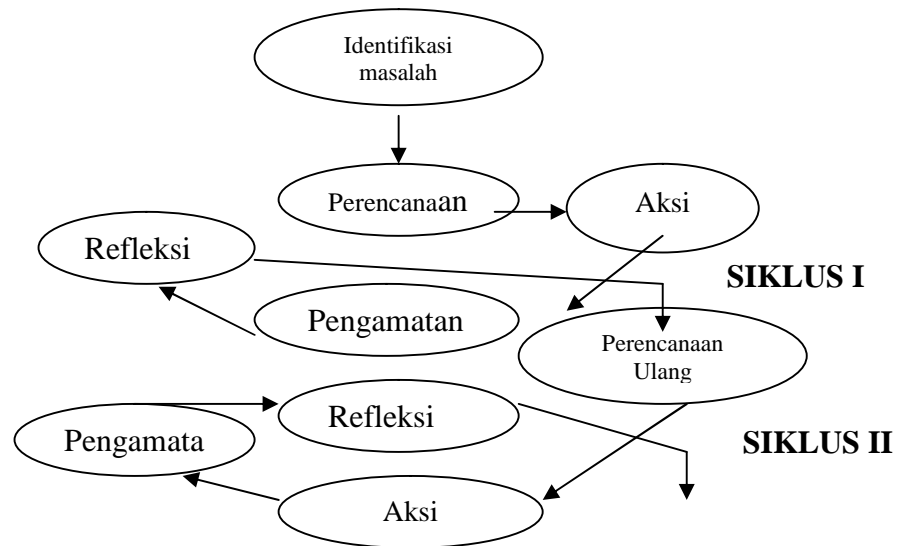 Identifikasi
masalah
Perencanaan
Aksi
Refleksi
SIKLUS I
Pengamatan
Perencanaan
Ulang
Refleksi
Pengamata
SIKLUS II
Aksi